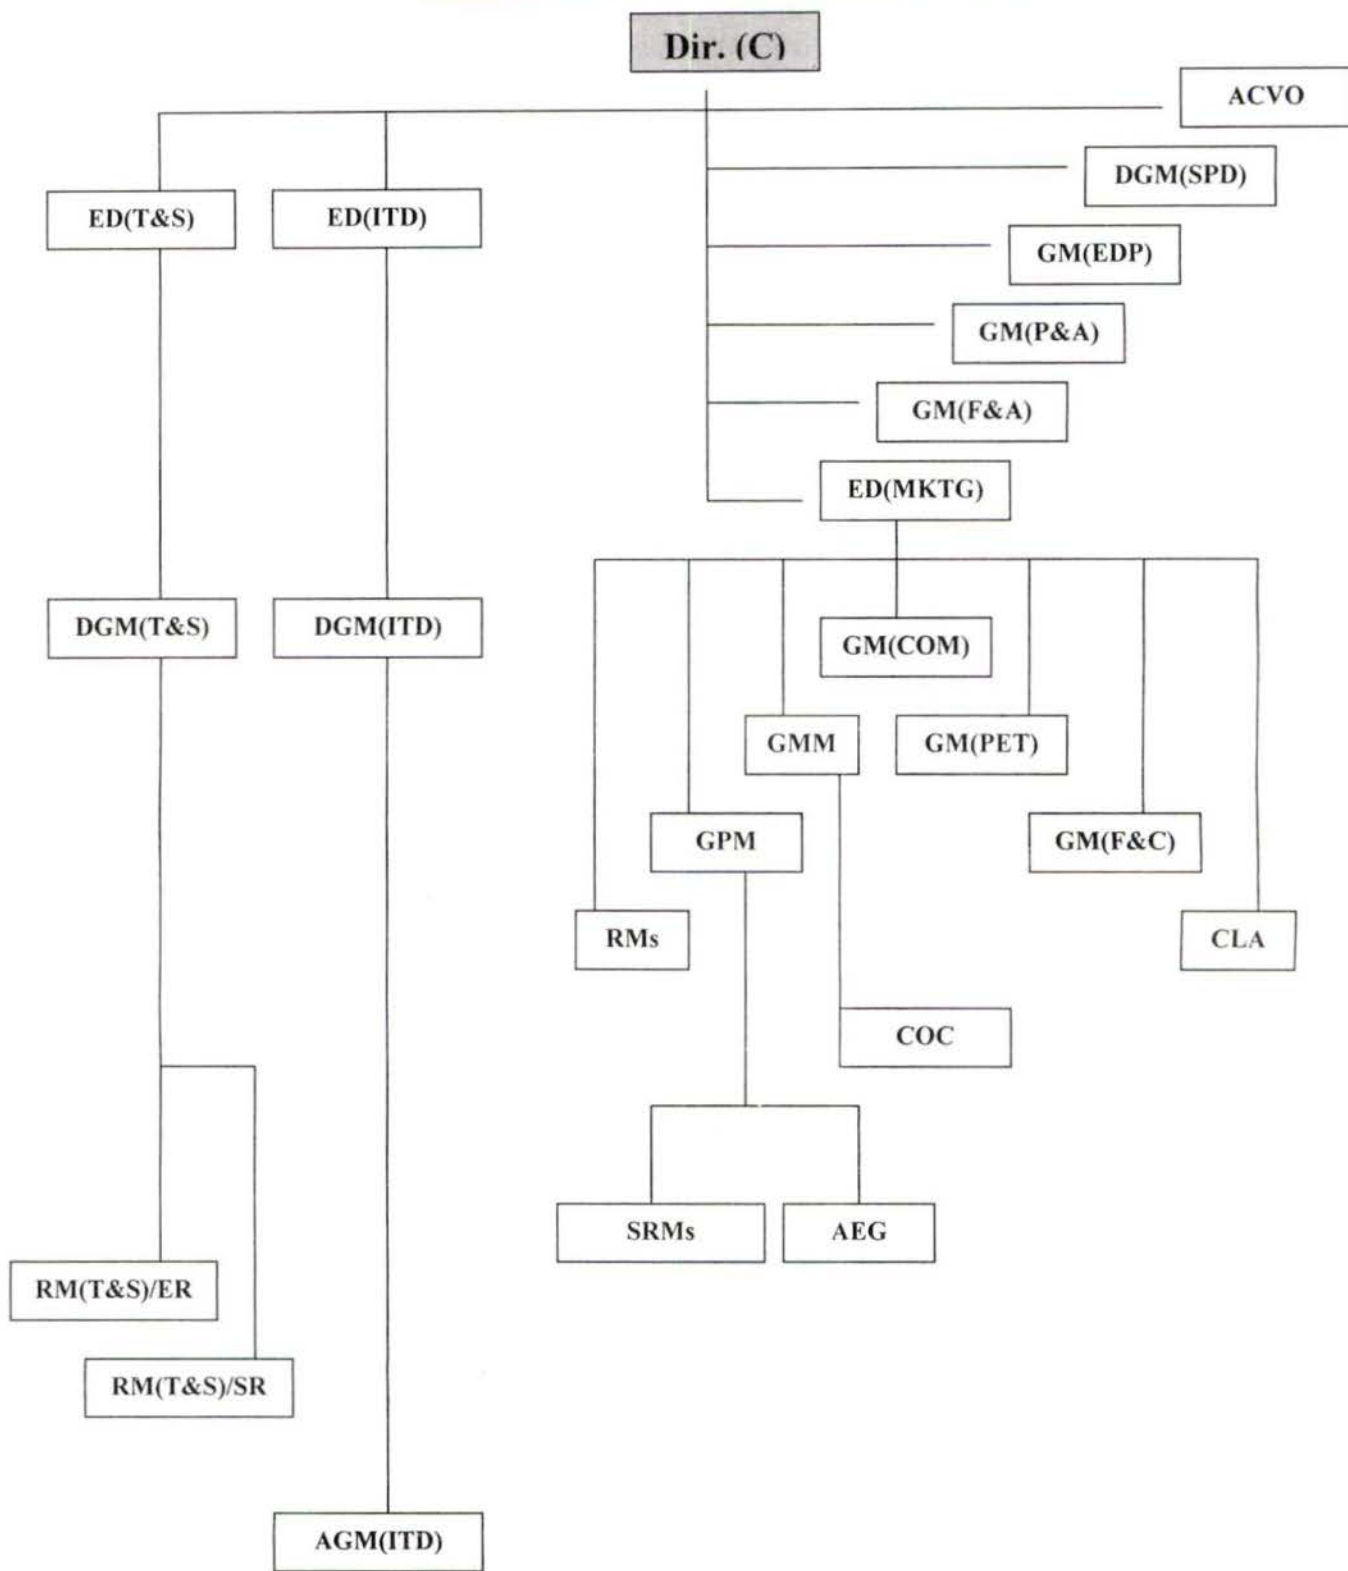 Dir. (C)
ACVO
DGM(SPD)
ED(T&S)
ED(ITD)
GM(EDP)
GM(P&A)
GM(F&A)
ED(MKTG)
DGM(T&S)
DGM(ITD)
GM(COM)
GMM
GM(PET)
GPM
GM(F&C)
RMs
CLA
COC
SRMs
AEG
RM(T&S)/ER
RM(T&S)/SR
AGM(ITD)